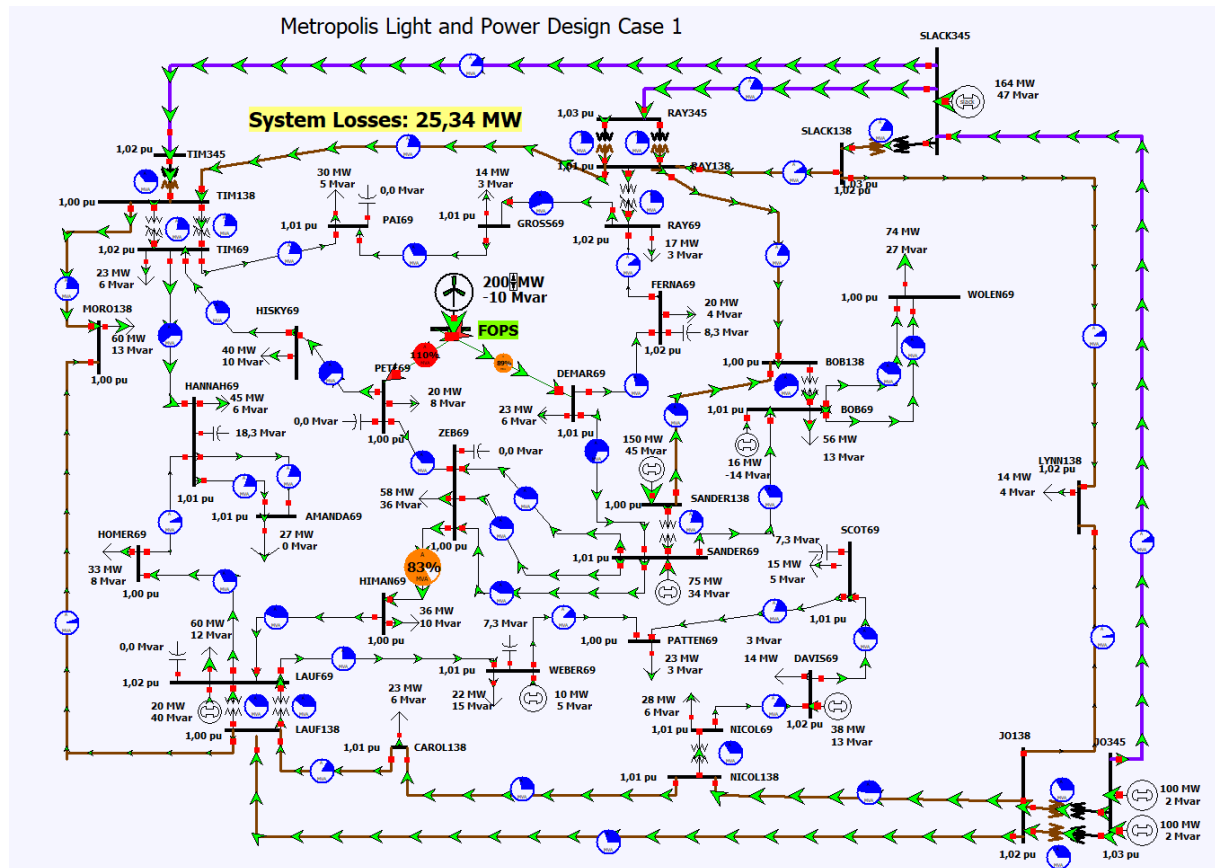 Metropolis Light and Power Design Case 1
SLACK345
164 MW
47 Mvar
slack
System Losses: 25,34 MW
1,03 pu
RAY345
SLACK138
1,02 pu
TIM345
1,01 pu
RAY138
1,03 pu
1,02 pu
30 MW
5 Mvar
0,0 Mvar
14 MW
3 Mvar
1,00 pu
TIM138
PAI69
1,01 pu
1,01 pu
GROSS69
RAY69
1,02 pu
TIM69
1,02 pu
17 MW
3 Mvar
74 MW
27 Mvar
23 MW
6 Mvar
200 MW
-10 Mvar
FERNA69
20 MW
4 Mvar
8,3 Mvar
1,00 pu
WOLEN69
MORO138
HISKY69
FOPS
60 MW
13 Mvar
1,02 pu
40 MW
10 Mvar
110%
89%
1,00 pu
BOB138
1,00 pu
PETE69
DEMAR69
HANNAH69
45 MW
6 Mvar
20 MW
8 Mvar
23 MW
6 Mvar
1,01 pu
BOB69
0,0 Mvar
1,00 pu
1,01 pu
18,3 Mvar
ZEB69
0,0 Mvar
150 MW
45 Mvar
16 MW
-14 Mvar
56 MW
13 Mvar
LYNN138
1,02 pu
14 MW
4 Mvar
1,01 pu
58 MW
36 Mvar
1,00 pu
SANDER138
1,01 pu
AMANDA69
27 MW
0 Mvar
SCOT69
7,3 Mvar
HOMER69
1,00 pu
1,01 pu
SANDER69
15 MW
5 Mvar
33 MW
8 Mvar
83%
MVA
1,00 pu
HIMAN69
75 MW
34 Mvar
36 MW
10 Mvar
60 MW
12 Mvar
7,3 Mvar
1,01 pu
1,00 pu
1,00 pu
PATTEN69
3 Mvar
0,0 Mvar
23 MW
3 Mvar
14 MW
DAVIS69
LAUF69
1,01 pu
WEBER69
1,02 pu
23 MW
6 Mvar
22 MW
15 Mvar
10 MW
5 Mvar
28 MW
6 Mvar
20 MW
40 Mvar
1,02 pu
38 MW
13 Mvar
1,00 pu
LAUF138
1,01 pu
NICOL69
1,01 pu
CAROL138
JO138
JO345
1,01 pu
NICOL138
100 MW
2 Mvar
100 MW
2 Mvar
1,02 pu
1,03 pu